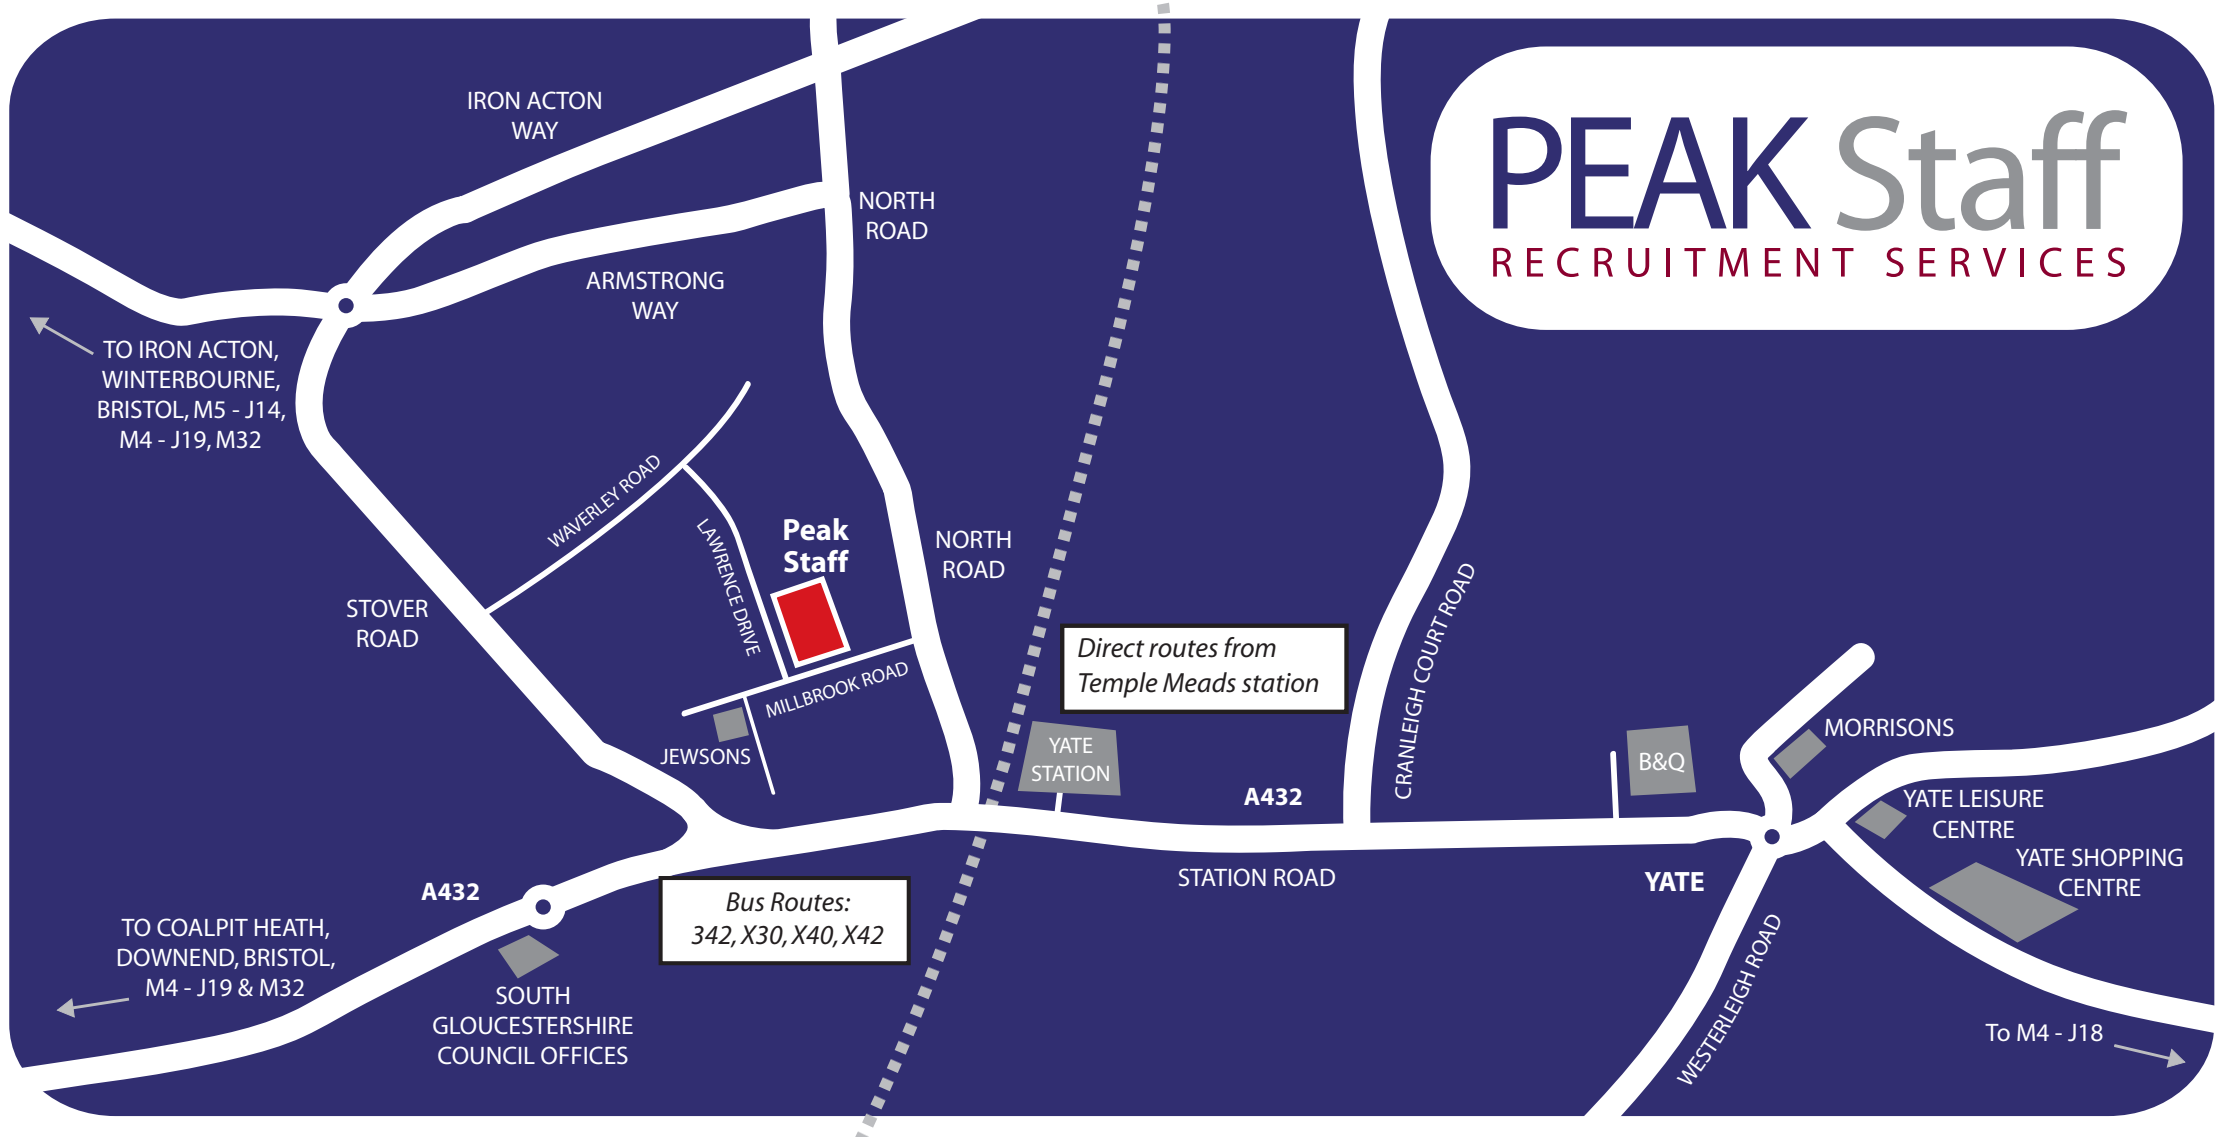 IRON ACTON
WAY
PEAK Staff
RECRUITMENT SERVICES
NORTH
ROAD
ARMSTRONG
WAY
TO IRON ACTON,
WINTERBOURNE,
BRISTOL, M5 - J14,
M4 - J19, M32
WAVERLEY ROAD
LAWRENCE DRIVE
Peak
Staff
NORTH
ROAD
STOVER
ROAD
MILLBROOK ROAD
JEWSONS
Direct routes from
Temple Meads station
YATE
STATION
A432
CRANLEIGH COURT ROAD
B&Q
MORRISONS
YATE LEISURE
CENTRE
YATE SHOPPING
CENTRE
STATION ROAD
YATE
A432
Bus Routes:
342, X30, X40, X42
TO COALPIT HEATH,
DOWNEND, BRISTOL,
M4 - J19 & M32
SOUTH
GLOUCESTERSHIRE
COUNCIL OFFICES
WESTERLEIGH ROAD
To M4 - J18